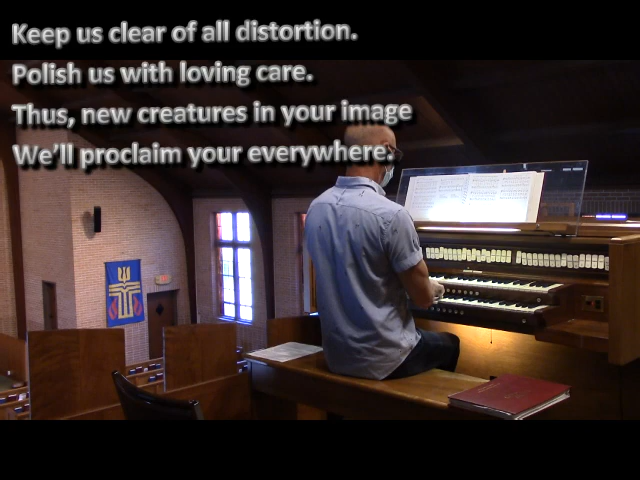 Keep us clear of all distortion.
Polish us with loving care.
Thus, new creatures in your image
We'll proclaim your everywhere.